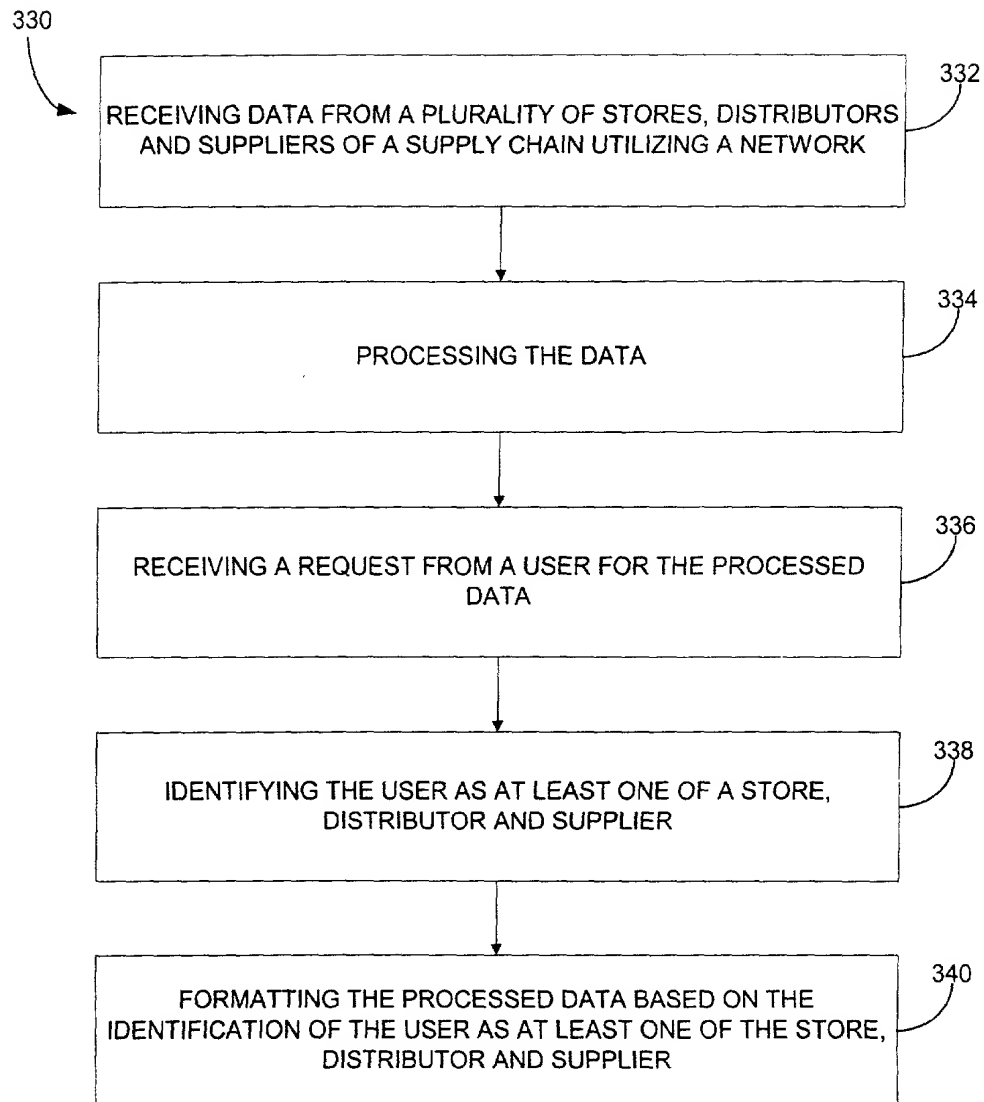 330
332
RECEIVING DATA FROM A PLURALITY OF STORES, DISTRIBUTORS
AND SUPPLIERS OF A SUPPLY CHAIN UTILIZING A NETWORK
334
PROCESSING THE DATA
336
RECEIVING A REQUEST FROM A USER FOR THE PROCESSED
DATA
338
IDENTIFYING THE USER AS AT LEAST ONE OF A STORE,
DISTRIBUTOR AND SUPPLIER
340
FORMATTING THE PROCESSED DATA BASED ON THE
IDENTIFICATION OF THE USER AS AT LEAST ONE OF THE STORE,
DISTRIBUTOR AND SUPPLIER